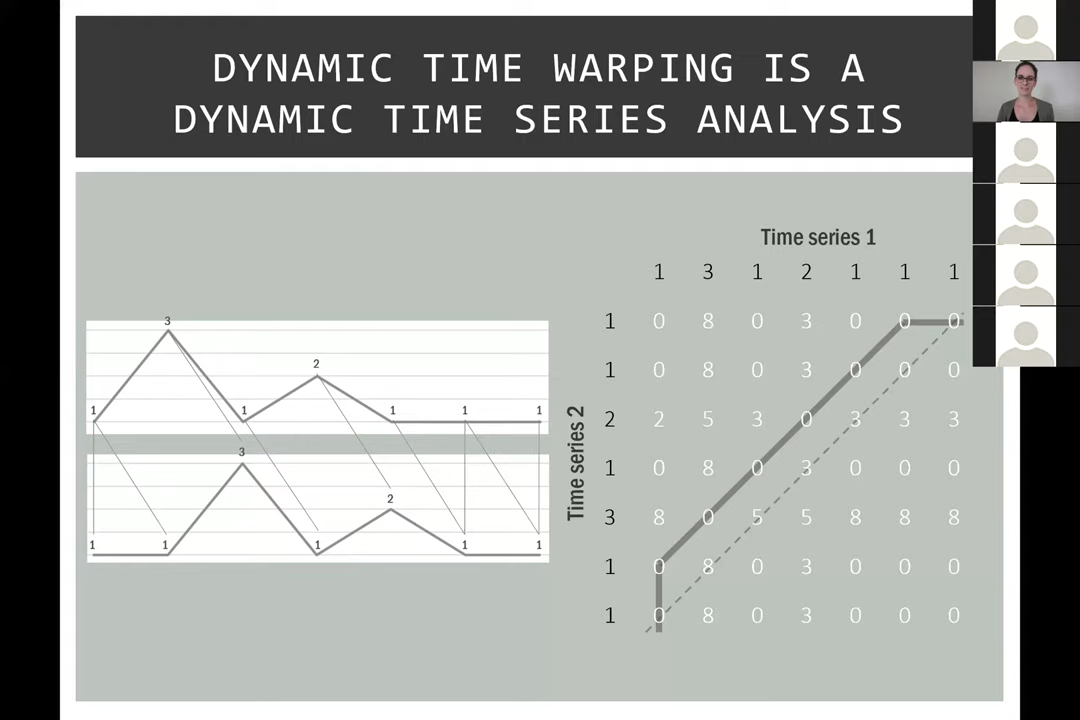 DYNAMIC TIME WARPING IS A
DYNAMIC TIME SERIES ANALYSIS
3
2
1 1 1 1 1
3
2
1 1 1 1 1
Time series 1
1 3 1 2 1 1 1
Time series 2
1 0 8 0 3 0 0 0
1 0 8 0 3 0 0 0
2 2 5 3 0 3 3 3
1 0 8 0 3 0 0 0
3 8 0 5 5 8 8 8
1 0 8 0 3 0 0 0
1 0 8 0 3 0 0 0